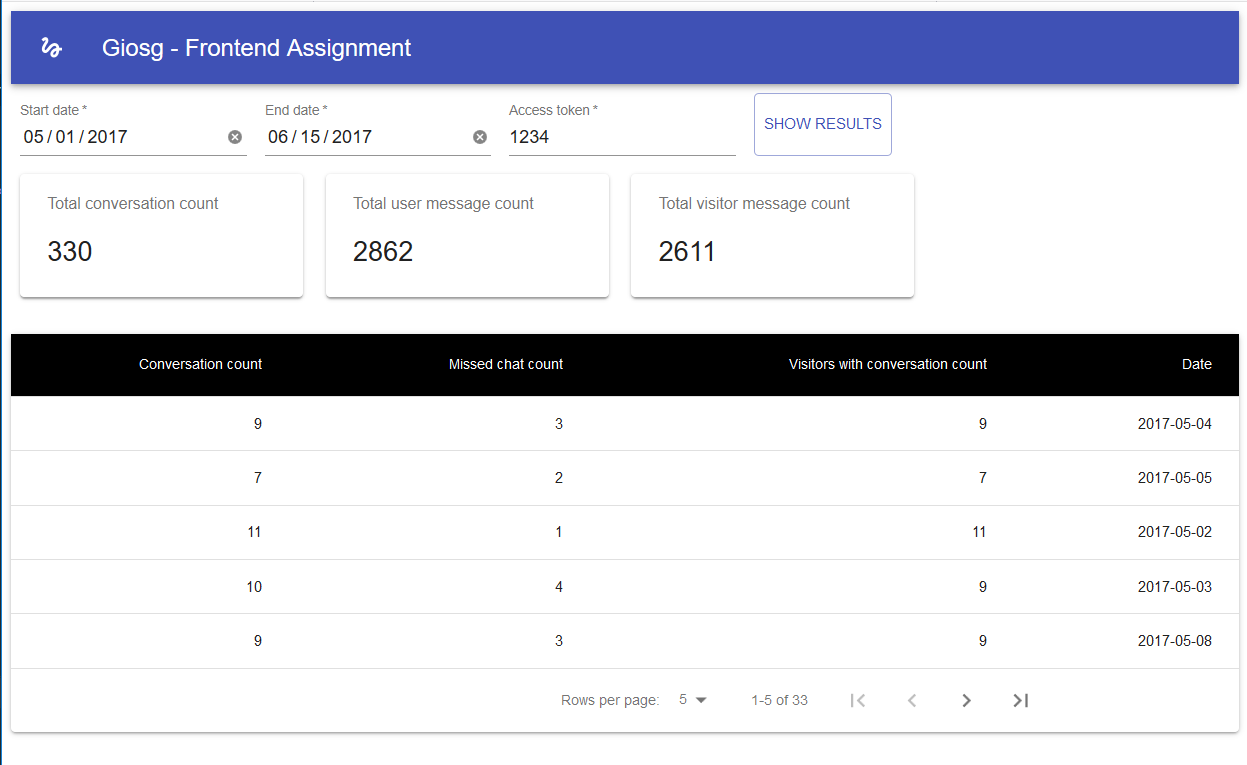 Giosg - Frontend Assignment
Start date * End date * Access token *
05 / 01 / 2017 06 / 15 / 2017 1234 SHOW RESULTS
Total conversation count Total user message count Total visitor message count
330 2862 2611
Conversation count Missed chat count Visitors with conversation count Date
9 3 9 2017-05-04
7 2 7 2017-05-05
11 1 11 2017-05-02
10 4 9 2017-05-03
9 3 9 2017-05-08
Rows per page: 5 1-5 of 33